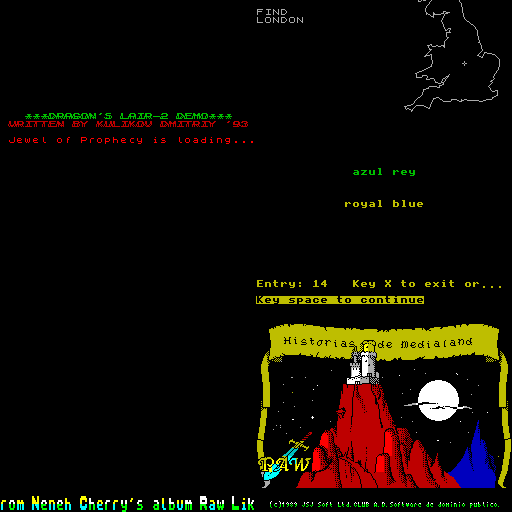 FIND
LONDON
***DRAGON'S LAIR-2 DEMO***
WRITTEN BY KULIKOV DMITRIY '93
Jewel of Prophecy is loading...
azul rey
royal blue
Entry: 14 Key X to exit or...
Key space to continue
Historias de Medialand
RAW
rom Neneh Cherry's album Raw Lik
(c)1989 JSJ Soft Ltd.CLUB A.D.Software de dominio publico.